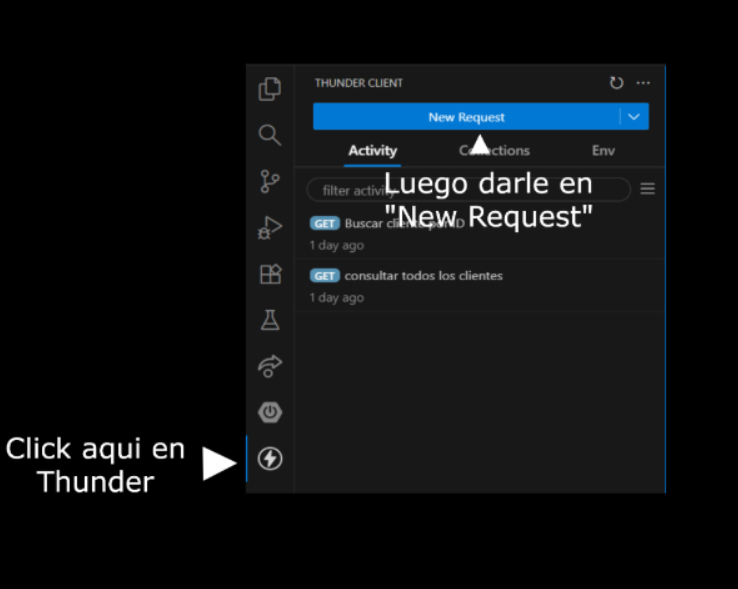 THUNDER CLIENT
New Request
Activity Collections Env
filter activity
Luego darle en
"New Request"
GET Buscar cliente por ID
1 day ago
GET consultar todos los clientes
1 day ago
Click aqui en
Thunder